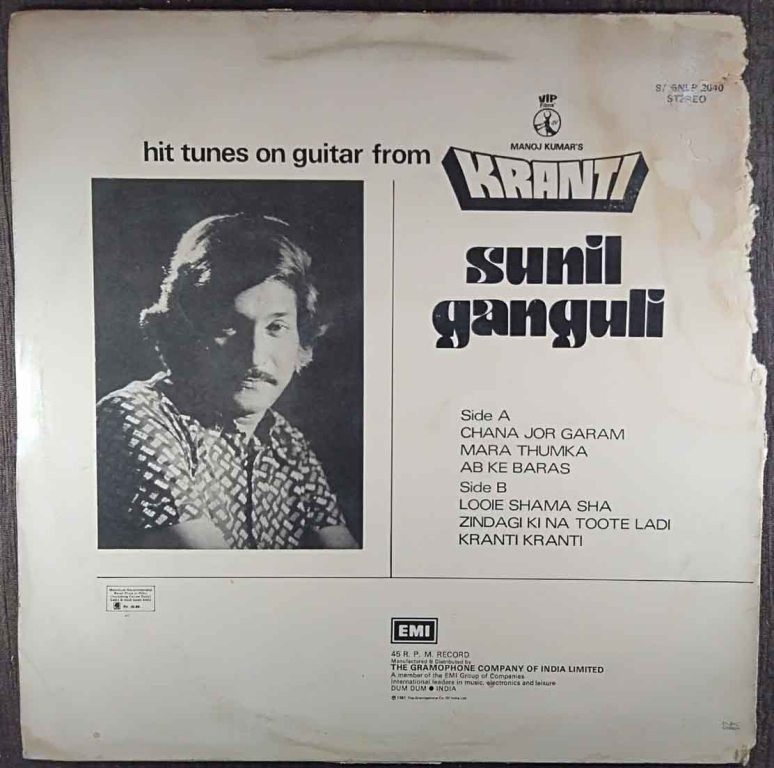 S/ GNLP 2040
STEREO
VIP
Films'
MANOJ KUMAR'S
hit tunes on guitar from
KRANTI
sunil
ganguli
Side A
CHANA JOR GARAM
MARA THUMKA
AB KE BARAS
Side B
LOOIE SHAMA SHA
ZINDAGI KI NA TOOTE LADI
KRANTI KRANTI
EMI
45 R. P. M. RECORD
Manufactured & Distributed by
THE GRAMOPHONE COMPANY OF INDIA LIMITED
A member of the EMI Group of Companies
International leaders in music, electronics and leisure
DUM DUM ● INDIA